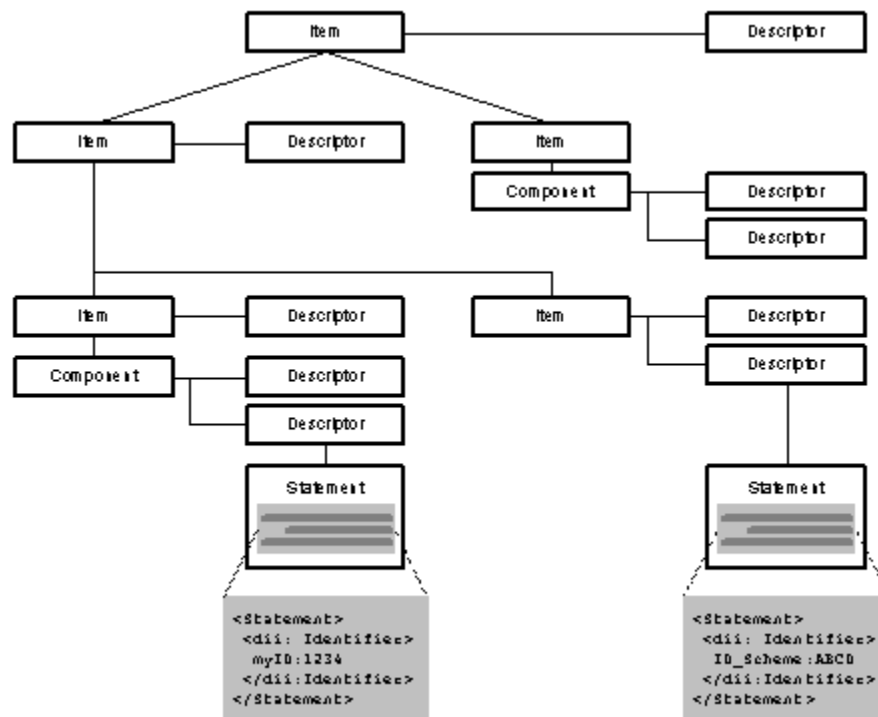 Item
Descriptor
Item
Descriptor
Item
Component
Descriptor
Descriptor
Item
Descriptor
Item
Descriptor
Component
Descriptor
Descriptor
Descriptor
Statement
Statement
<Statement>
<dii: Identifier>
myID:1234
</dii:Identifier>
</Statement>
<Statement>
<dii: Identifier>
ID_Scheme:ABCD
</dii:Identifier>
</Statement>